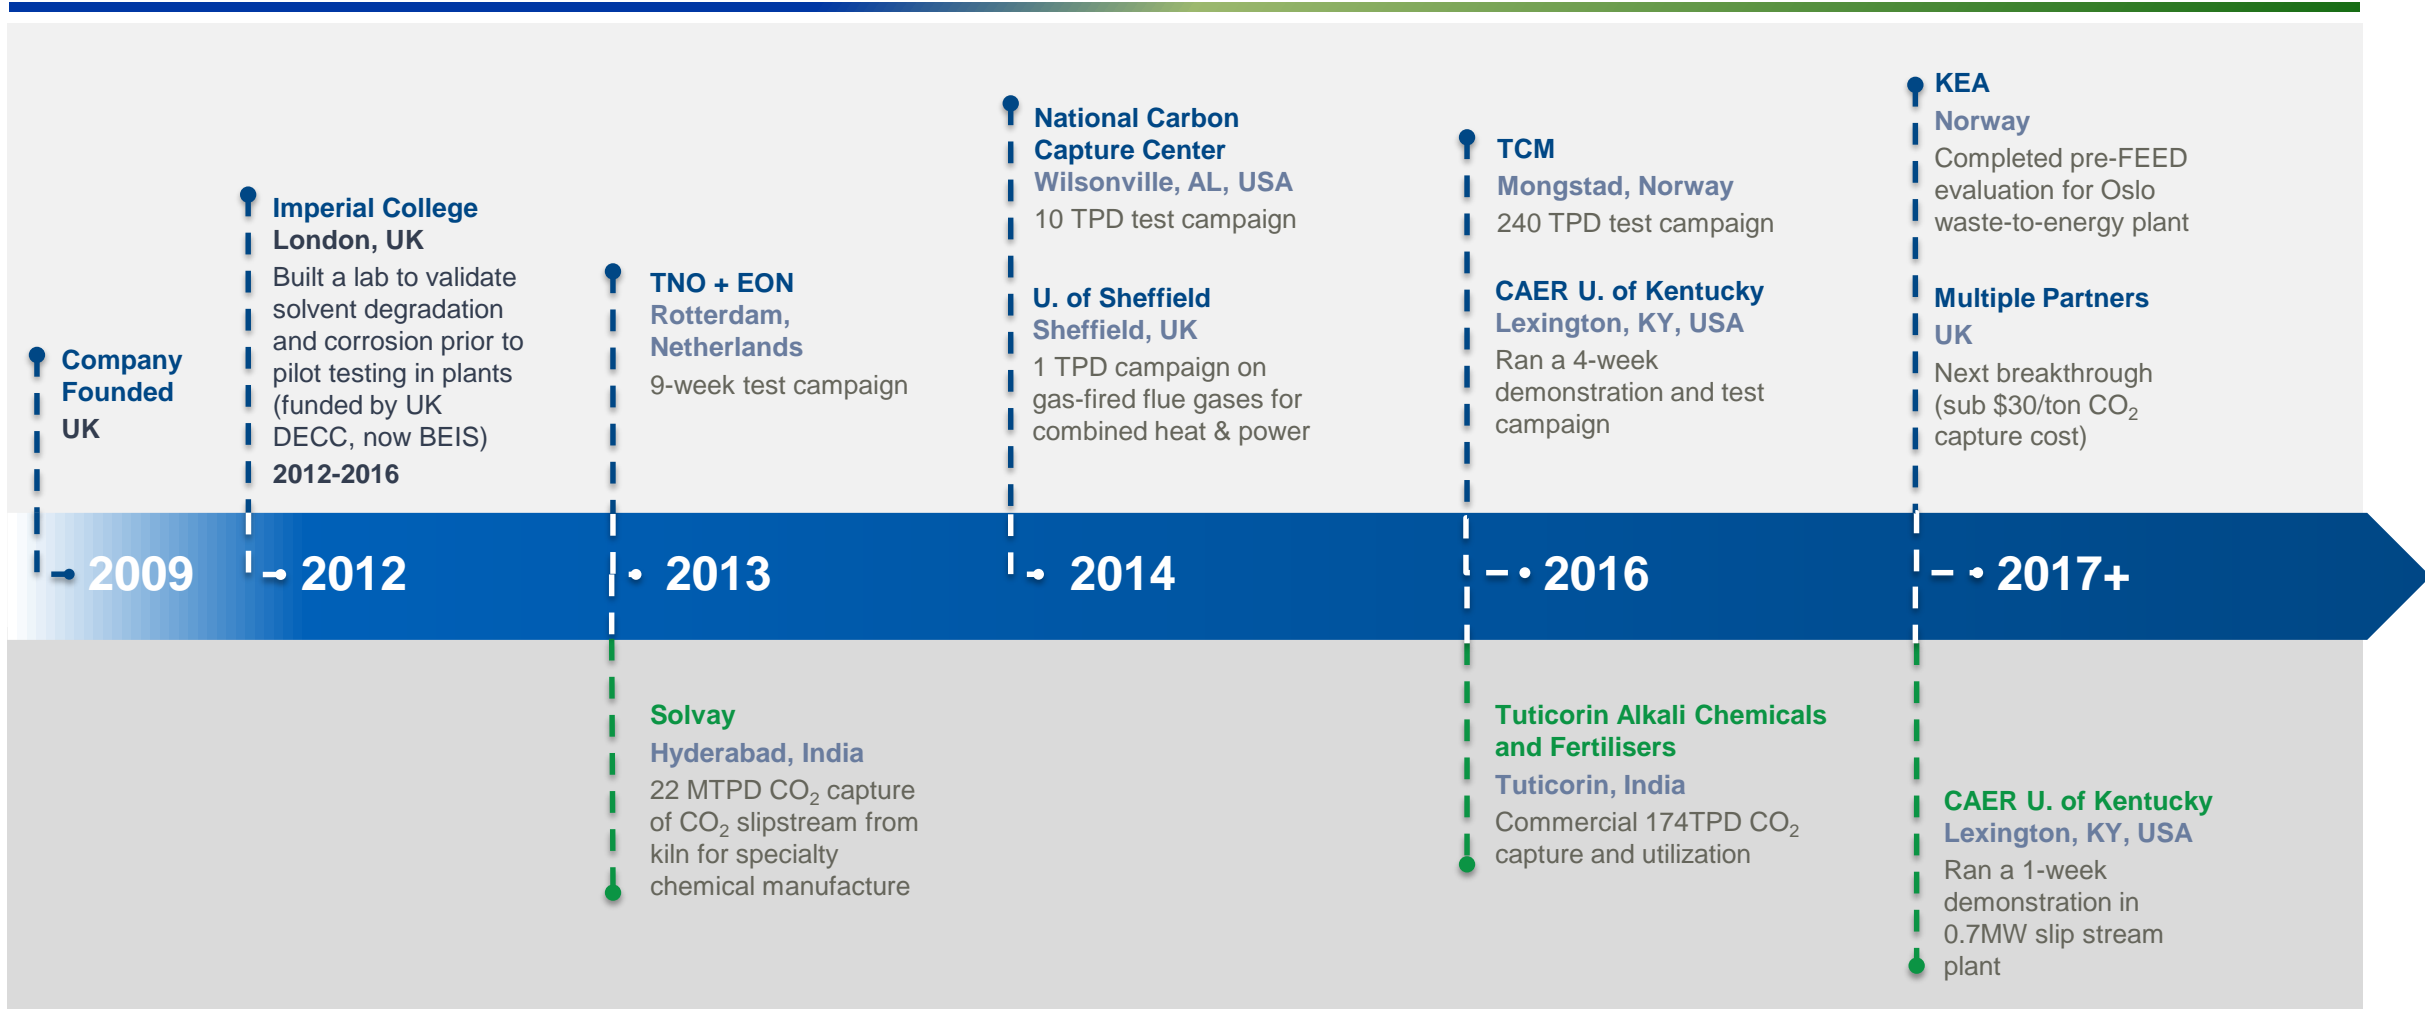 Company
Founded
UK
Imperial College
London, UK
Built a lab to validate
solvent degradation
and corrosion prior to
pilot testing in plants
(funded by UK
DECC, now BEIS)
2012-2016
TNO + EON
Rotterdam,
Netherlands
9-week test campaign
National Carbon
Capture Center
Wilsonville, AL, USA
10 TPD test campaign
U. of Sheffield
Sheffield, UK
1 TPD campaign on
gas-fired flue gases for
combined heat & power
TCM
Mongstad, Norway
240 TPD test campaign
CAER U. of Kentucky
Lexington, KY, USA
Ran a 4-week
demonstration and test
campaign
KEA
Norway
Completed pre-FEED
evaluation for Oslo
waste-to-energy plant
Multiple Partners
UK
Next breakthrough
(sub $30/ton CO₂
capture cost)
2009
2012
2013
2014
2016
2017+
Solvay
Hyderabad, India
22 MTPD CO₂ capture
of CO₂ slipstream from
kiln for specialty
chemical manufacture
Tuticorin Alkali Chemicals
and Fertilisers
Tuticorin, India
Commercial 174TPD CO₂
capture and utilization
CAER U. of Kentucky
Lexington, KY, USA
Ran a 1-week
demonstration in
0.7MW slip stream
plant